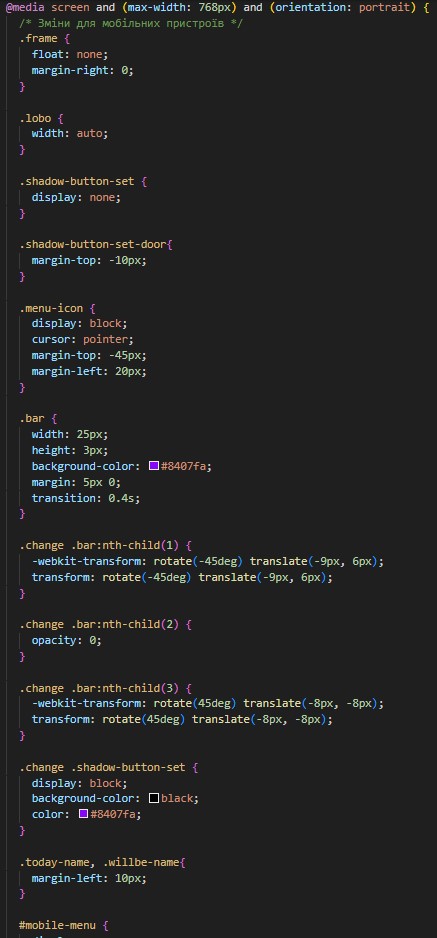 @media screen and (max-width: 768px) and (orientation: portrait) {
/* Зміни для мобільних пристроїв */
.frame {
float: none;
margin-right: 0;
}
.lobo {
width: auto;
}
.shadow-button-set {
display: none;
}
.shadow-button-set-door{
margin-top: -10px;
}
.menu-icon {
display: block;
cursor: pointer;
margin-top: -45px;
margin-left: 20px;
}
.bar {
width: 25px;
height: 3px;
background-color: #8407fa;
margin: 5px 0;
transition: 0.4s;
}
.change .bar:nth-child(1) {
-webkit-transform: rotate(-45deg) translate(-9px, 6px);
transform: rotate(-45deg) translate(-9px, 6px);
}
.change .bar:nth-child(2) {
opacity: 0;
}
.change .bar:nth-child(3) {
-webkit-transform: rotate(45deg) translate(-8px, -8px);
transform: rotate(45deg) translate(-8px, -8px);
}
.change .shadow-button-set {
display: block;
background-color: black;
color: #8407fa;
}
.today-name, .willbe-name{
margin-left: 10px;
}
#mobile-menu {